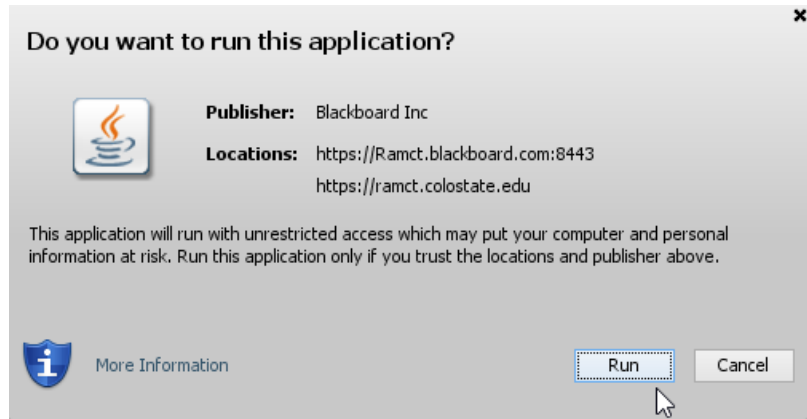 Do you want to run this application?
Publisher: Blackboard Inc
Locations: https://Ramct.blackboard.com:8443
https://ramct.colostate.edu
This application will run with unrestricted access which may put your computer and personal
information at risk. Run this application only if you trust the locations and publisher above.
More Information Run Cancel